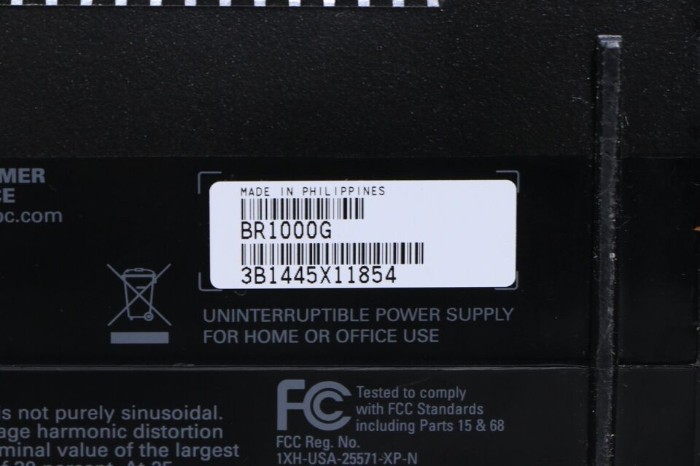 MADE IN PHILIPPINES
BR1000G
3B1445X11854
UNINTERRUPTIBLE POWER SUPPLY
FOR HOME OR OFFICE USE
FC
Tested to comply
with FCC Standards
including Parts 15 & 68
FCC Reg. No.
1XH-USA-25571-XP-N
MER
CE
pc.com
s not purely sinusoidal.
age harmonic distortion
minal value of the largest